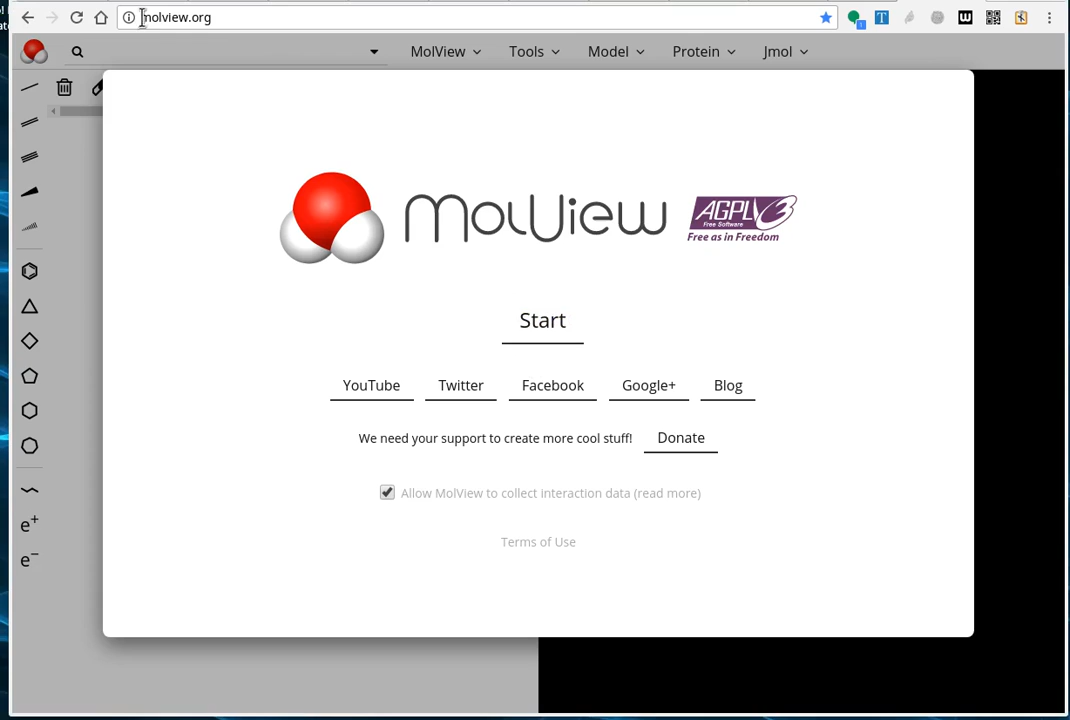 molview.org
MolView Tools Model Protein Jmol
MolView AGPL v3
Free Software
Free as in Freedom
Start
YouTube Twitter Facebook Google+ Blog
We need your support to create more cool stuff! Donate
Allow MolView to collect interaction data (read more)
Terms of Use
e+
e−